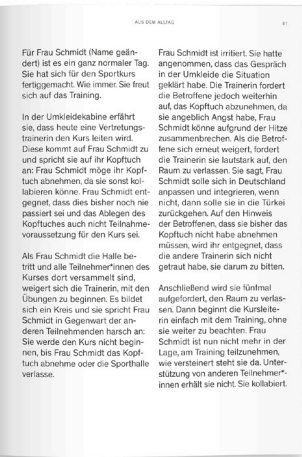 AUS DEM ALLTAG
Für Frau Schmidt (Name geän-
dert) ist es ein ganz normaler Tag.
Sie hat sich für den Sportkurs
fertiggemacht. Wie immer. Sie freut
sich auf das Training.
In der Umkleidekabine erfährt
sie, dass heute eine Vertretungs-
trainerin den Kurs leiten wird.
Diese kommt auf Frau Schmidt zu
und spricht sie auf ihr Kopftuch
an: Frau Schmidt möge ihr Kopf-
tuch abnehmen, da sie sonst kol-
labieren könne. Frau Schmidt ent-
gegnet, dass dies bisher noch nie
passiert sei und das Ablegen des
Kopftuches auch nicht Teilnahme-
voraussetzung für den Kurs sei.
Als Frau Schmidt die Halle be-
tritt und alle Teilnehmer*innen des
Kurses dort versammelt sind,
weigert sich die Trainerin, mit den
Übungen zu beginnen. Es bildet
sich ein Kreis und sie spricht Frau
Schmidt in Gegenwart der an-
deren Teilnehmenden harsch an:
Sie werde den Kurs nicht begin-
nen, bis Frau Schmidt das Kopf-
tuch abnehme oder die Sporthalle
verlasse.
Frau Schmidt ist irritiert. Sie hatte
angenommen, dass das Gespräch
in der Umkleide die Situation
geklärt habe. Die Trainerin fordert
die Betroffene jedoch weiterhin
auf, das Kopftuch abzunehmen, da
sie angeblich Angst habe, Frau
Schmidt könne aufgrund der Hitze
zusammenbrechen. Als die Betrof-
fene sich erneut weigert, fordert
die Trainerin sie lautstark auf, den
Raum zu verlassen. Sie sagt, Frau
Schmidt solle sich in Deutschland
anpassen und integrieren, wenn
nicht, dann solle sie in die Türkei
zurückgehen. Auf den Hinweis
der Betroffenen, dass sie bisher das
Kopftuch nicht habe abnehmen
müssen, wird ihr entgegnet, dass
die andere Trainerin sich nicht
getraut habe, sie darum zu bitten.
Anschließend wird sie fünfmal
aufgefordert, den Raum zu verlas-
sen. Dann beginnt die Kursleite-
rin einfach mit dem Training, ohne
sie weiter zu beachten. Frau
Schmidt ist nun nicht mehr in der
Lage, am Training teilzunehmen,
wie versteinert steht sie da. Unter-
stützung von anderen Teilnehmer*-
innen erhält sie nicht. Sie kollabiert.